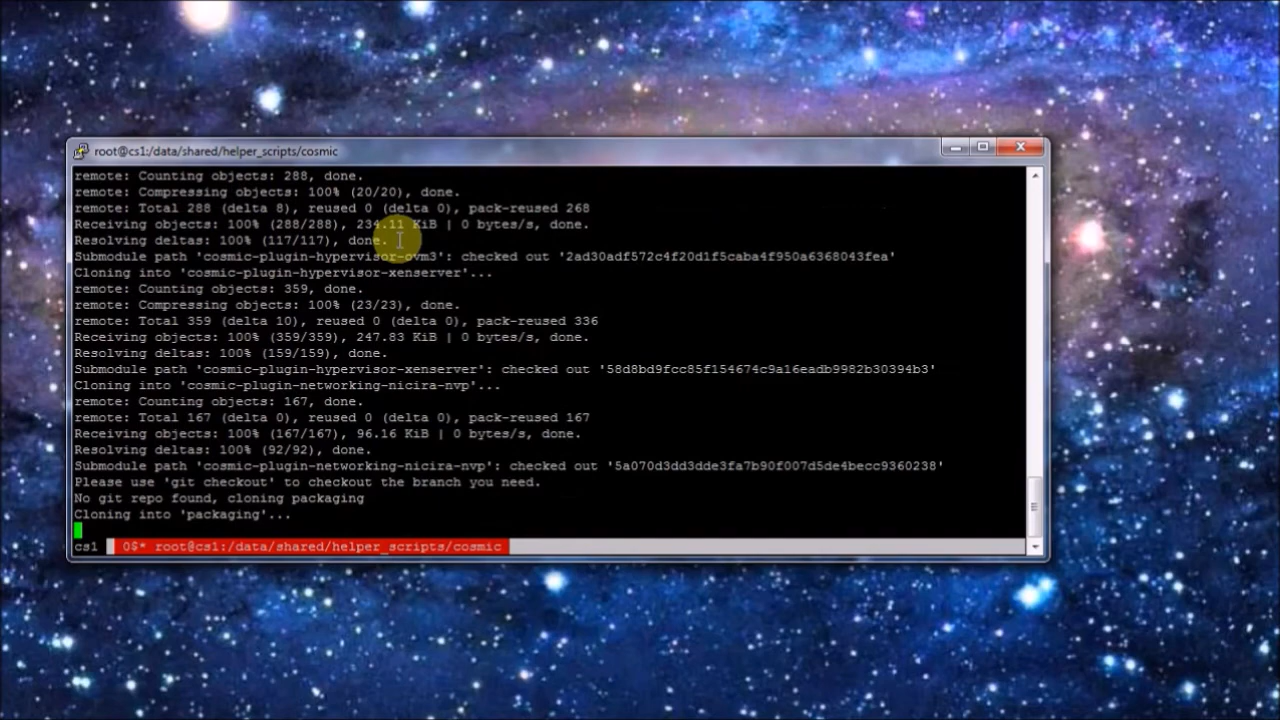 root@cs1:/data/shared/helper_scripts/cosmic
remote: Counting objects: 288, done.
remote: Compressing objects: 100% (20/20), done.
remote: Total 288 (delta 8), reused 0 (delta 0), pack-reused 268
Receiving objects: 100% (288/288), 234.11 KiB | 0 bytes/s, done.
Resolving deltas: 100% (117/117), done.
Submodule path 'cosmic-plugin-hypervisor-ovm3': checked out '2ad30adf572c4f20d1f5caba4f950a6368043fea'
Cloning into 'cosmic-plugin-hypervisor-xenserver'...
remote: Counting objects: 359, done.
remote: Compressing objects: 100% (23/23), done.
remote: Total 359 (delta 10), reused 0 (delta 0), pack-reused 336
Receiving objects: 100% (359/359), 247.83 KiB | 0 bytes/s, done.
Resolving deltas: 100% (159/159), done.
Submodule path 'cosmic-plugin-hypervisor-xenserver': checked out '58d8bd9fcc85f154674c9a16eadb9982b30394b3'
Cloning into 'cosmic-plugin-networking-nicira-nvp'...
remote: Counting objects: 167, done.
remote: Total 167 (delta 0), reused 0 (delta 0), pack-reused 167
Receiving objects: 100% (167/167), 96.16 KiB | 0 bytes/s, done.
Resolving deltas: 100% (92/92), done.
Submodule path 'cosmic-plugin-networking-nicira-nvp': checked out '5a070d3dd3dde3fa7b90f007d5de4becc9360238'
Please use 'git checkout' to checkout the branch you need.
No git repo found, cloning packaging
Cloning into 'packaging'...
cs1 0$* root@cs1:/data/shared/helper_scripts/cosmic